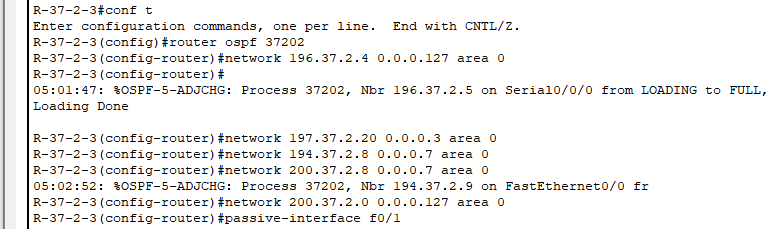 R-37-2-3#conf t
Enter configuration commands, one per line.  End with CNTL/Z.
R-37-2-3(config)#router ospf 37202
R-37-2-3(config-router)#network 196.37.2.4 0.0.0.127 area 0
R-37-2-3(config-router)#
05:01:47: %OSPF-5-ADJCHG: Process 37202, Nbr 196.37.2.5 on Serial0/0/0 from LOADING to FULL,
Loading Done
R-37-2-3(config-router)#network 197.37.2.20 0.0.0.3 area 0
R-37-2-3(config-router)#network 194.37.2.8 0.0.0.7 area 0
R-37-2-3(config-router)#network 200.37.2.8 0.0.0.7 area 0
05:02:52: %OSPF-5-ADJCHG: Process 37202, Nbr 194.37.2.9 on FastEthernet0/0 fr
R-37-2-3(config-router)#network 200.37.2.0 0.0.0.127 area 0
R-37-2-3(config-router)#passive-interface f0/1